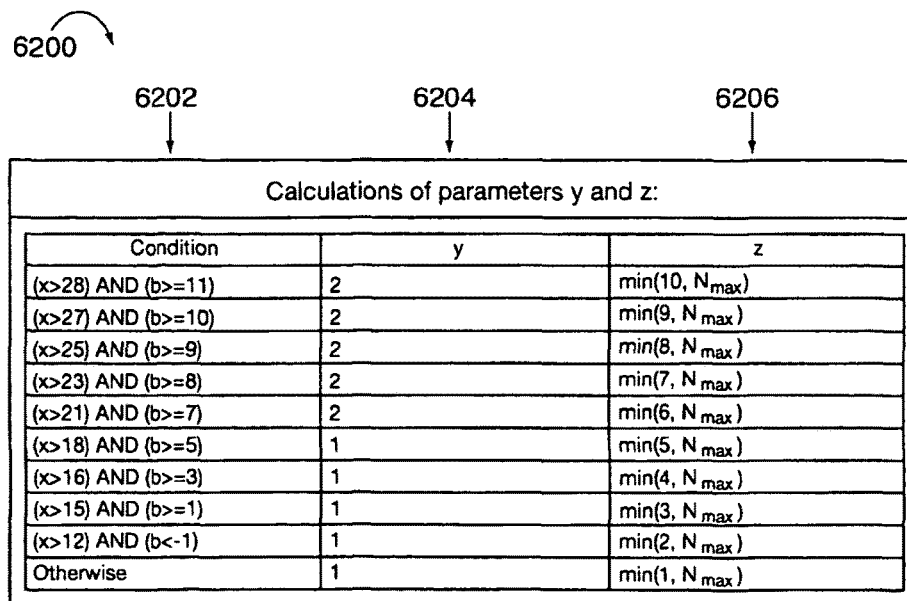 6200
6202 6204 6206
Calculations of parameters y and z:
Condition y z
(x>28) AND (b>=11) 2 min(10, Nmax)
(x>27) AND (b>=10) 2 min(9, Nmax)
(x>25) AND (b>=9) 2 min(8, Nmax)
(x>23) AND (b>=8) 2 min(7, Nmax)
(x>21) AND (b>=7) 2 min(6, Nmax)
(x>18) AND (b>=5) 1 min(5, Nmax)
(x>16) AND (b>=3) 1 min(4, Nmax)
(x>15) AND (b>=1) 1 min(3, Nmax)
(x>12) AND (b<-1) 1 min(2, Nmax)
Otherwise 1 min(1, Nmax)